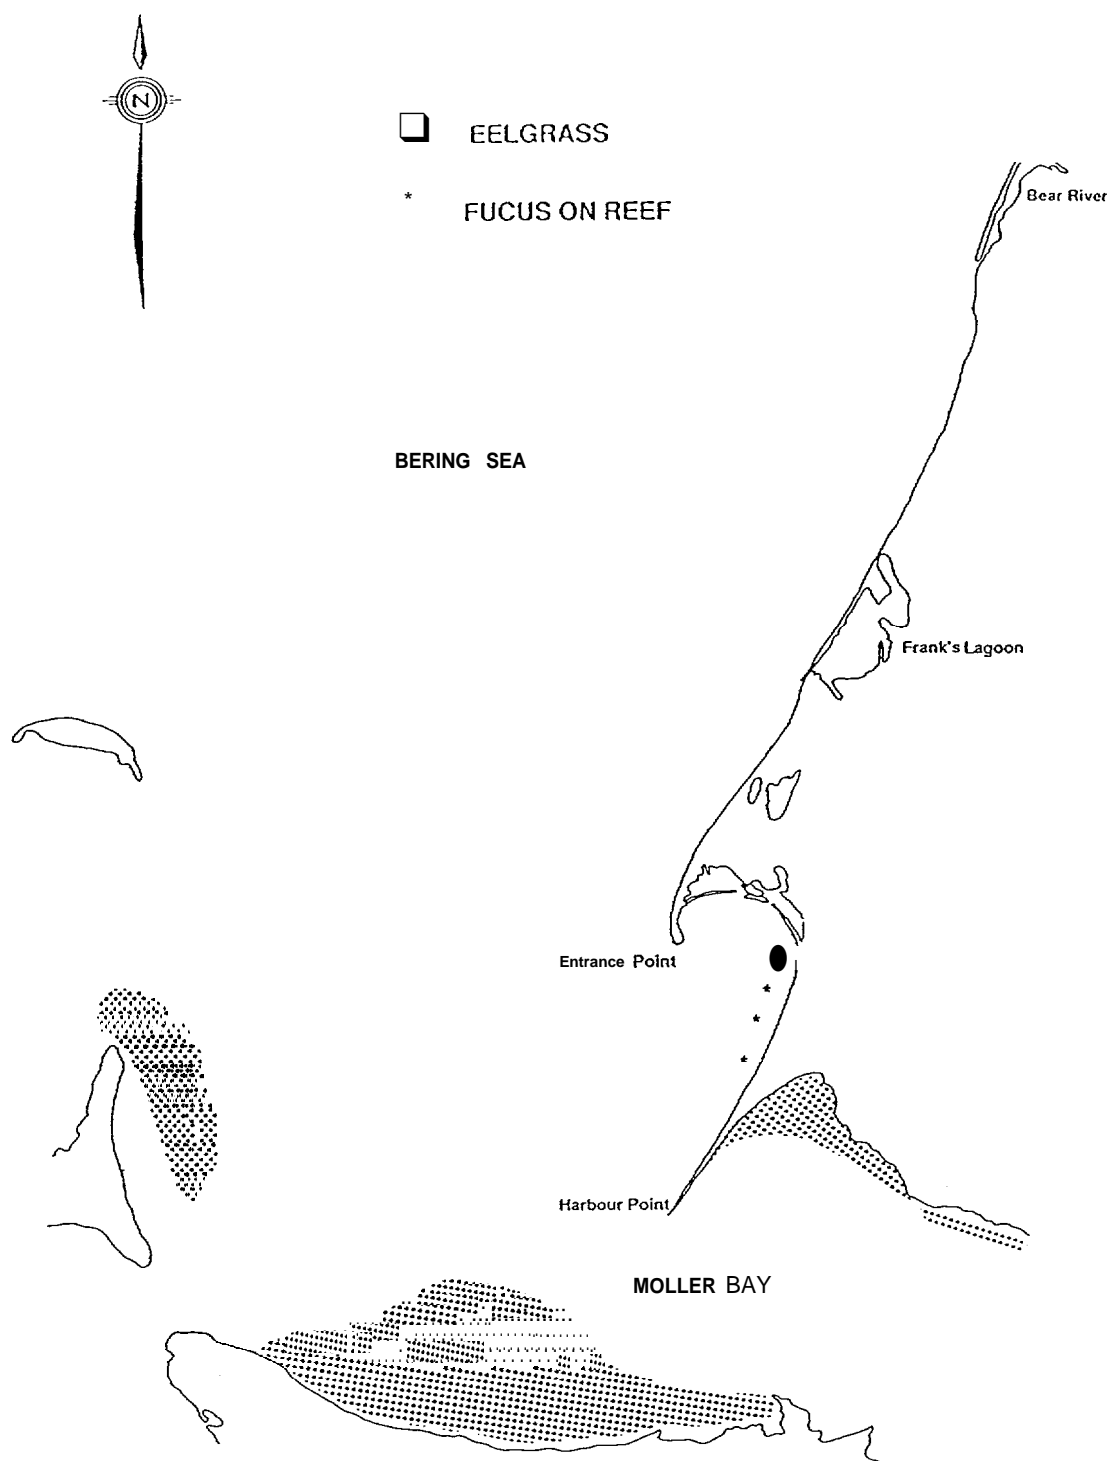 N
EELGRASS
* FUCUS ON REEF
Bear River
BERING SEA
Frank's Lagoon
Entrance Point
*
*
*
Harbour Point
MOLLER BAY